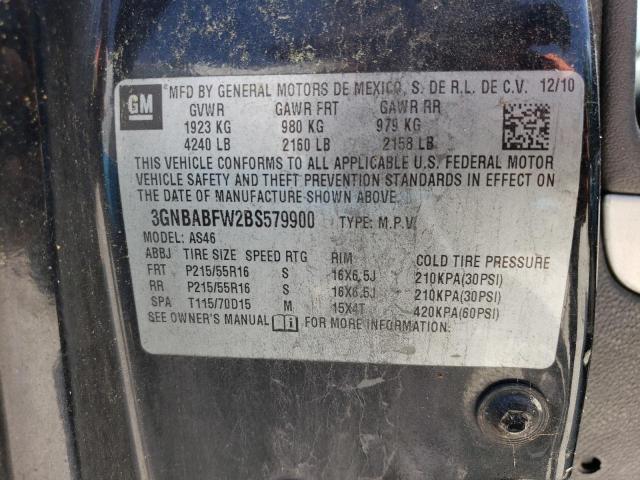 GM
MFD BY GENERAL MOTORS DE MEXICO, S. DE R.L. DE C.V. 12/10
GVWR GAWR FRT GAWR RR
1923 KG 980 KG 979 KG
4240 LB 2160 LB 2158 LB
THIS VEHICLE CONFORMS TO ALL APPLICABLE U.S. FEDERAL MOTOR
VEHICLE SAFETY AND THEFT PREVENTION STANDARDS IN EFFECT ON
THE DATE OF MANUFACTURE SHOWN ABOVE.
3GNBABFW2BS579900 TYPE: M.P.V.
MODEL: AS46
ABBJ TIRE SIZE SPEED RTG RIM COLD TIRE PRESSURE
FRT P215/55R16 S 16X6.5J 210KPA(30PSI)
RR P215/55R16 S 16X6.5J 210KPA(30PSI)
SPA T115/70D15 M 15X4T 420KPA(60PSI)
SEE OWNER'S MANUAL FOR MORE INFORMATION.